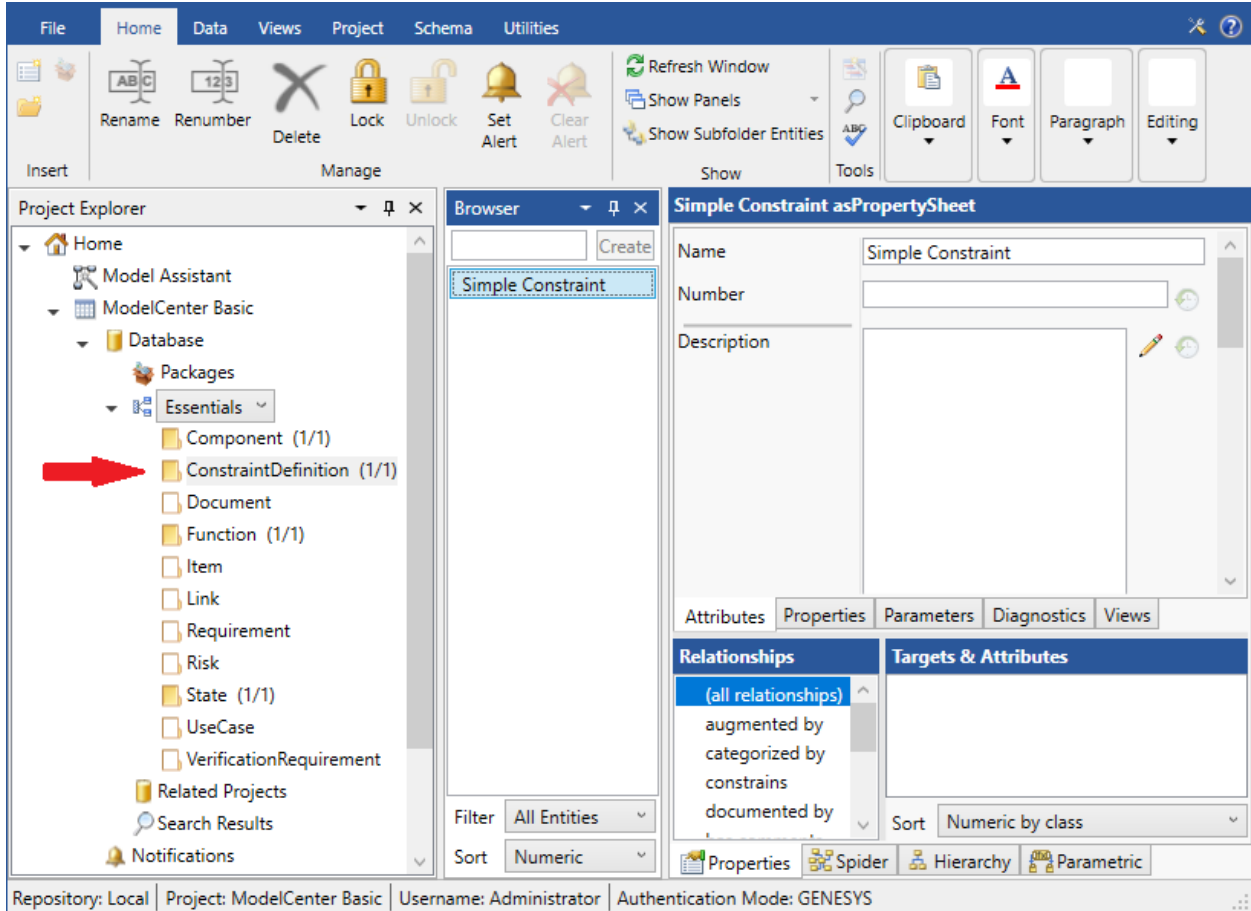 File Home Data Views Project Schema Utilities
Rename Renumber Delete Lock Unlock Set Alert Clear Alert
Refresh Window
Show Panels
Show Subfolder Entities
Clipboard Font Paragraph Editing
Insert Manage Show Tools
Project Explorer
Home
Model Assistant
ModelCenter Basic
Database
Packages
Essentials
Component (1/1)
ConstraintDefinition (1/1)
Document
Function (1/1)
Item
Link
Requirement
Risk
State (1/1)
UseCase
VerificationRequirement
Related Projects
Search Results
Notifications
Browser
Create
Simple Constraint
Filter All Entities
Sort Numeric
Simple Constraint asPropertySheet
Name Simple Constraint
Number
Description
Attributes Properties Parameters Diagnostics Views
Relationships
(all relationships)
augmented by
categorized by
constrains
documented by
Targets & Attributes
Sort Numeric by class
Properties Spider Hierarchy Parametric
Repository: Local Project: ModelCenter Basic Username: Administrator Authentication Mode: GENESYS